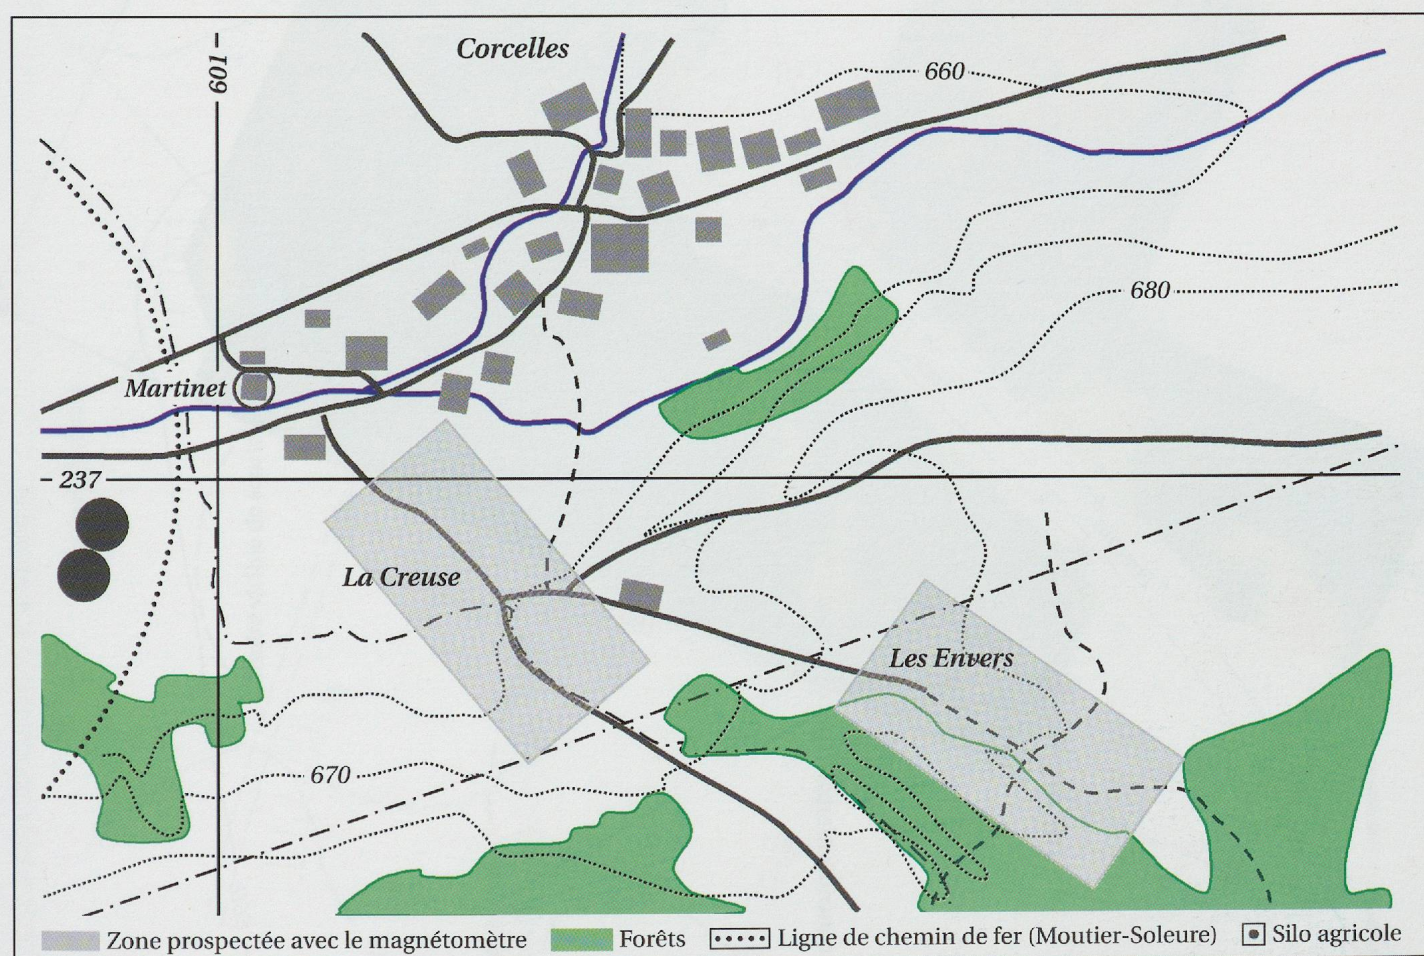 601
Corcelles
660
680
Martinet
237
La Creuse
Les Envers
670
Zone prospectée avec le magnétomètre
Forêts
Ligne de chemin de fer (Moutier-Soleure)
Silo agricole